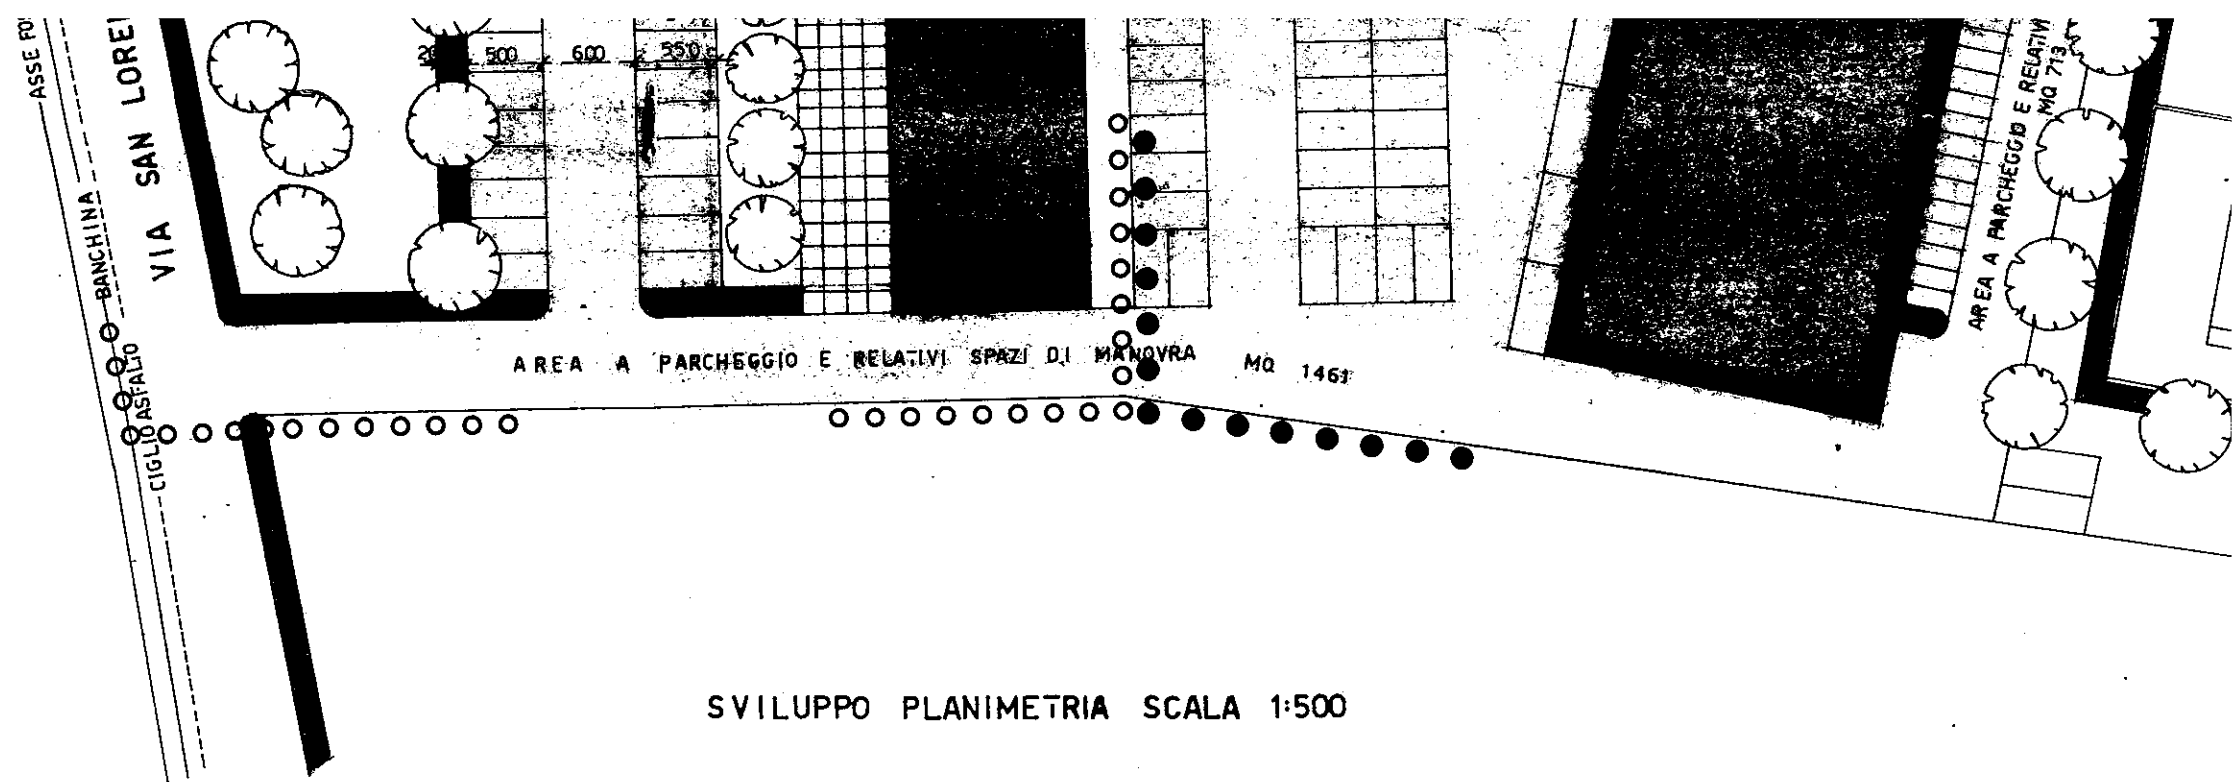 VIA SAN
BANCHINA
CIGLIO ASFALTO
500 600 550
AREA A PARCHEGGIO E RELATIVI SPAZI DI MANOVRA MQ 1461
AREA A PARCHEGGIO E RELATIVI
MQ 713
SVILUPPO PLANIMETRIA SCALA 1:500
ASSE